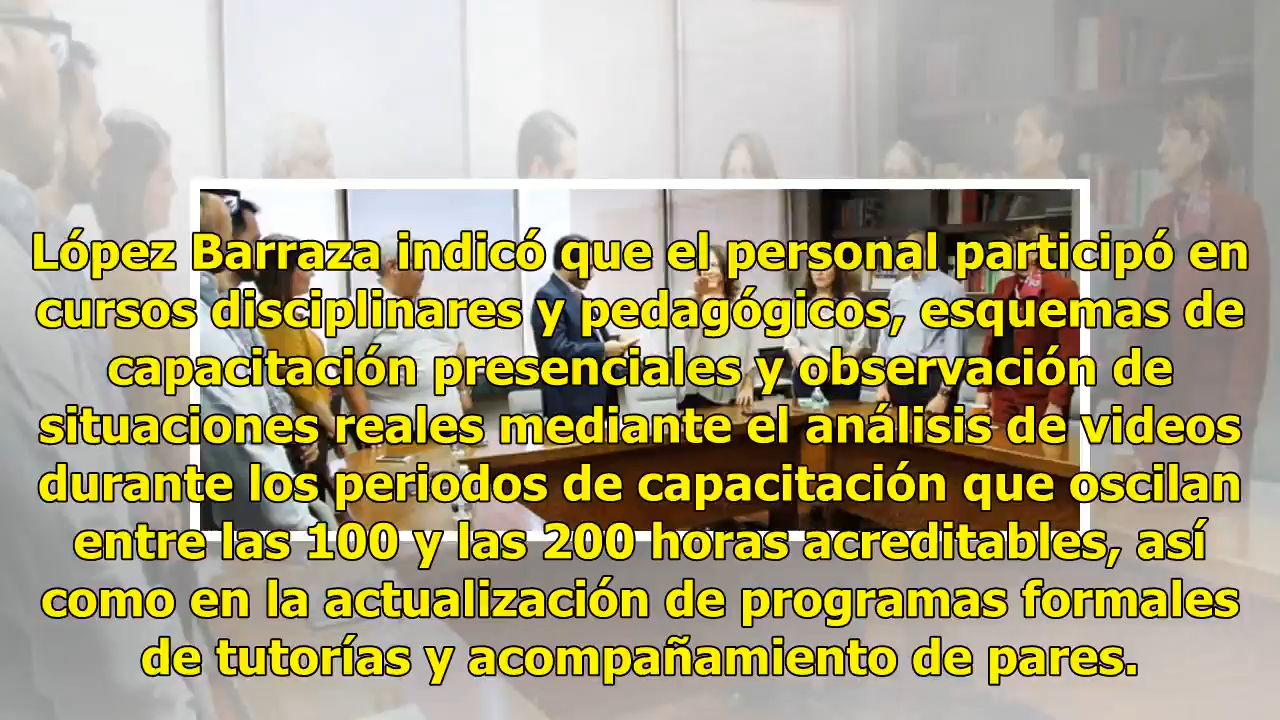 López Barraza indicó que el personal participó en
cursos disciplinares y pedagógicos, esquemas de
capacitación presenciales y observación de
situaciones reales mediante el análisis de videos
durante los periodos de capacitación que oscilan
entre las 100 y las 200 horas acreditables, así
como en la actualización de programas formales
de tutorías y acompañamiento de pares.